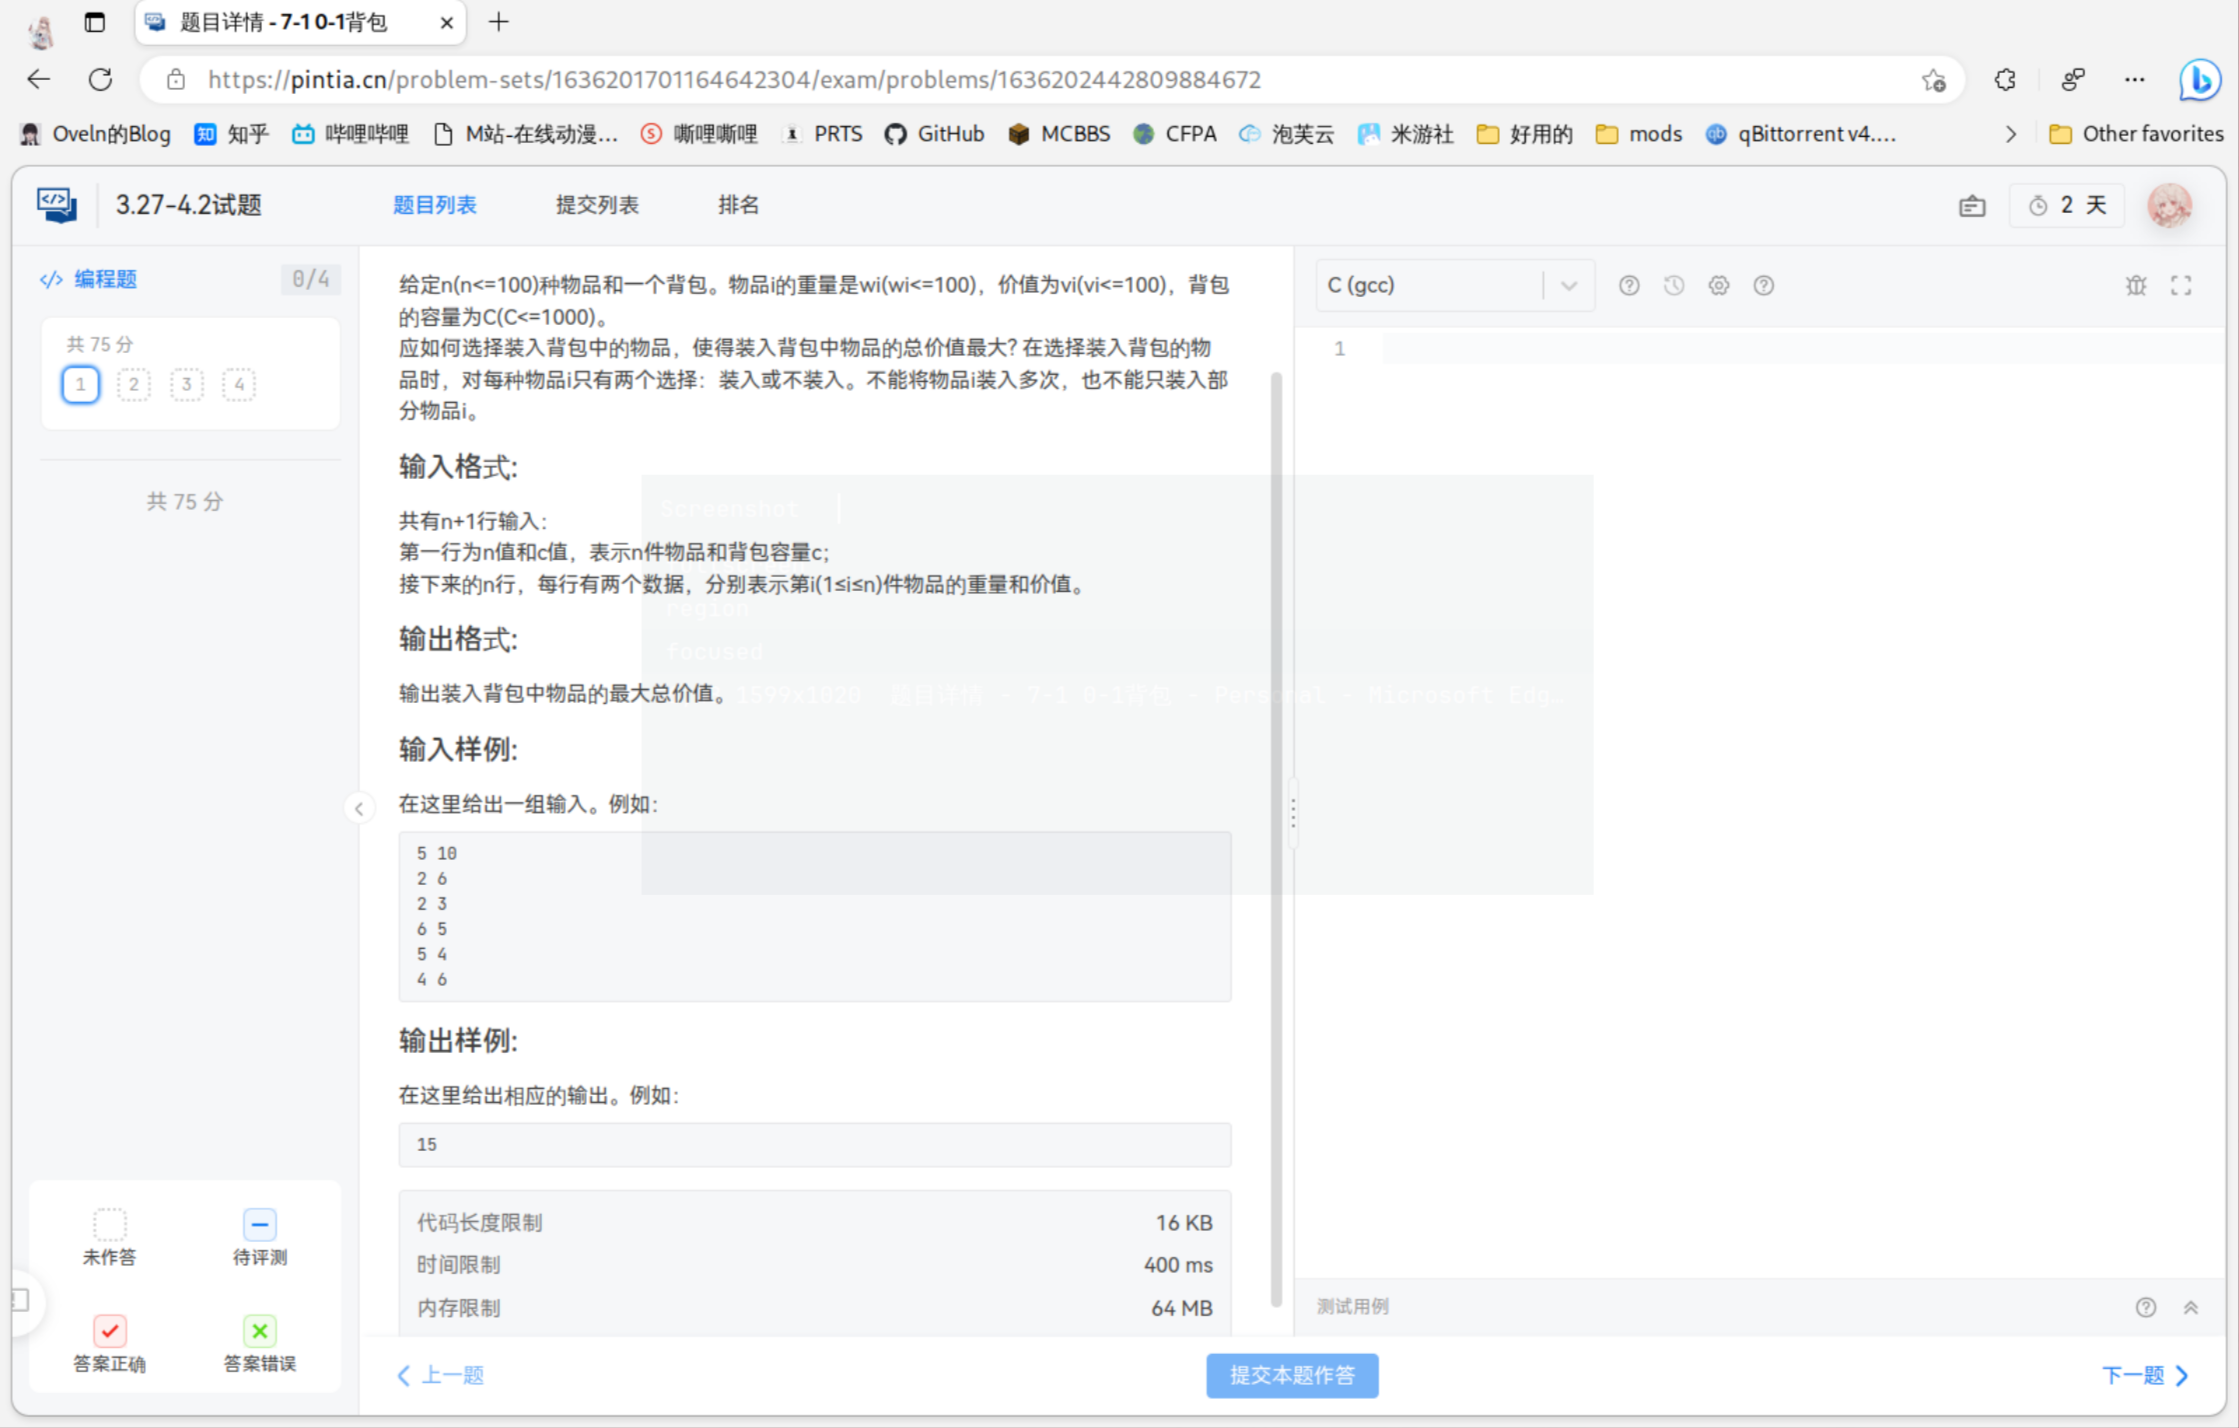 题目详情 - 7-1 0-1背包
https://pintia.cn/problem-sets/1636201701164642304/exam/problems/1636202442809884672
Oveln的Blog 知乎 哔哩哔哩 M站-在线动漫... 嘶哩嘶哩 PRTS GitHub MCBBS CFPA 泡芙云 米游社 好用的 mods qBittorrent v4.... Other favorites
3.27-4.2试题 题目列表 提交列表 排名 2 天
</> 编程题 0/4
共 75 分
1 2 3 4
共 75 分
给定n(n<=100)种物品和一个背包。物品i的重量是wi(wi<=100)，价值为vi(vi<=100)，背包
的容量为C(C<=1000)。
应如何选择装入背包中的物品，使得装入背包中物品的总价值最大? 在选择装入背包的物
品时，对每种物品i只有两个选择：装入或不装入。不能将物品i装入多次，也不能只装入部
分物品i。
输入格式:
共有n+1行输入：
第一行为n值和c值，表示n件物品和背包容量c；
接下来的n行，每行有两个数据，分别表示第i(1≤i≤n)件物品的重量和价值。
输出格式:
输出装入背包中物品的最大总价值。
输入样例:
在这里给出一组输入。例如：
5 10
2 6
2 3
6 5
5 4
4 6
输出样例:
在这里给出相应的输出。例如：
15
代码长度限制 16 KB
时间限制 400 ms
内存限制 64 MB
Screenshot
region
focused
1599x1020 题目详情 - 7-1 0-1背包 - Personal - Microsoft Edg…
C (gcc)
1
测试用例
未作答 待评测
答案正确 答案错误
上一题 提交本题作答 下一题